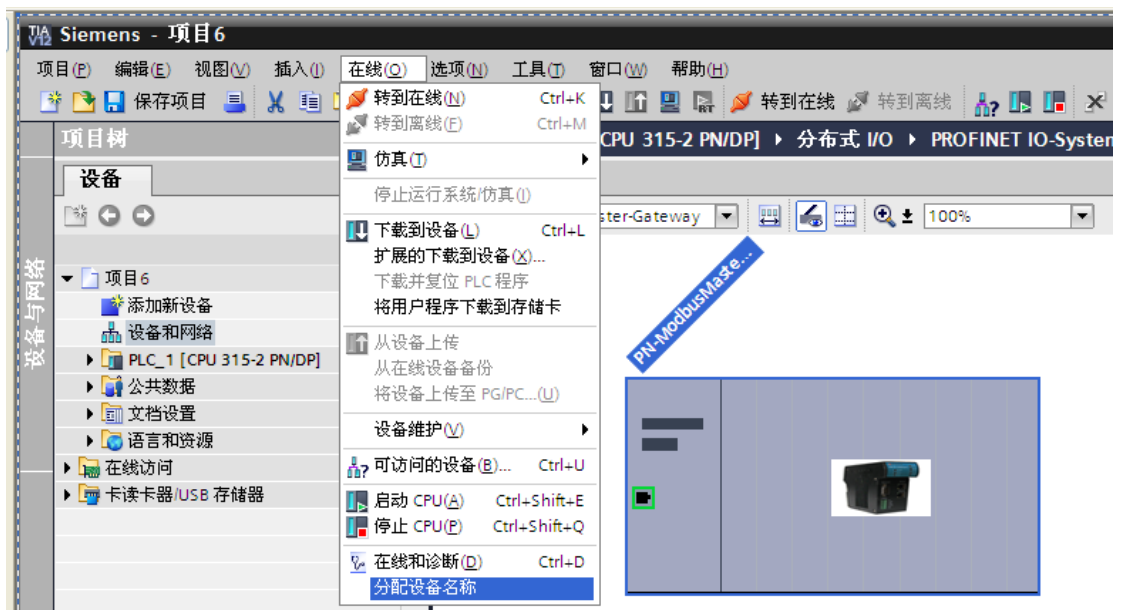 TIA V12 Siemens - 项目6
项目(P) 编辑(E) 视图(V) 插入(I) 在线(O) 选项(N) 工具(T) 窗口(W) 帮助(H)
保存项目 转到在线 转到离线
转到在线(N) Ctrl+K
转到离线(F) Ctrl+M
仿真(T)
停止运行系统/仿真(I)
下载到设备(L) Ctrl+L
扩展的下载到设备(X)...
下载并复位 PLC 程序
将用户程序下载到存储卡
从设备上传
从在线设备备份
将设备上传至 PG/PC...(U)
设备维护(V)
可访问的设备(B)... Ctrl+U
启动 CPU(A) Ctrl+Shift+E
停止 CPU(P) Ctrl+Shift+Q
在线和诊断(D) Ctrl+D
分配设备名称
项目树
设备
设备与网络
项目6
添加新设备
设备和网络
PLC_1 [CPU 315-2 PN/DP]
公共数据
文档设置
语言和资源
在线访问
卡读卡器/USB 存储器
CPU 315-2 PN/DP] 分布式 I/O PROFINET IO-System
ster-Gateway 100%
PN-ModbusMaste...